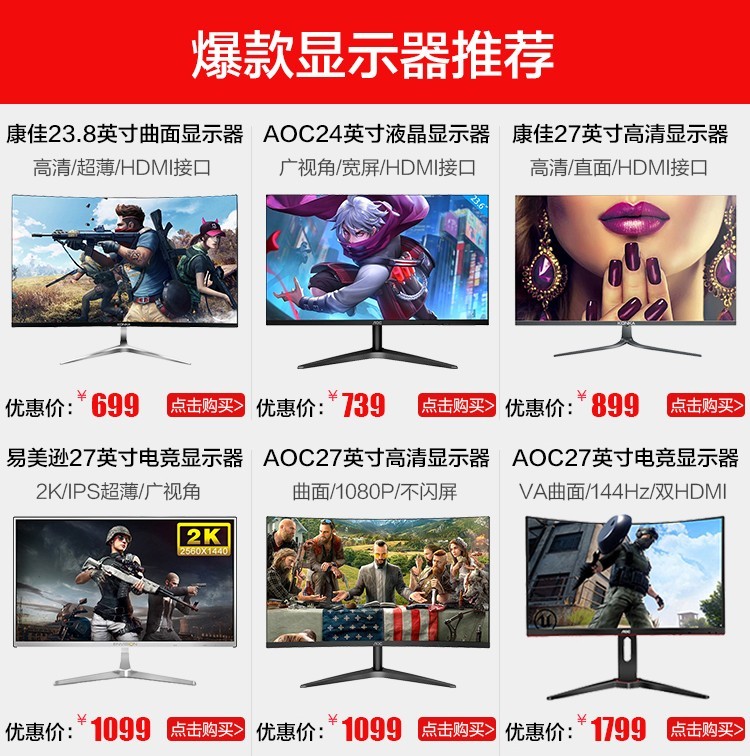 爆款显示器推荐
康佳23.8英寸曲面显示器
高清/超薄/HDMI接口
KONKA
优惠价：¥699 点击购买>
AOC24英寸液晶显示器
广视角/宽屏/HDMI接口
23.6"
AOC
优惠价：¥739 点击购买>
康佳27英寸高清显示器
高清/直面/HDMI接口
KONKA
优惠价：¥899 点击购买>
易美逊27英寸电竞显示器
2K/IPS超薄/广视角
2K
2560X1440
优惠价：¥1099 点击购买>
AOC27英寸高清显示器
曲面/1080P/不闪屏
优惠价：¥1099 点击购买>
AOC27英寸电竞显示器
VA曲面/144Hz/双HDMI
AOC
优惠价：¥1799 点击购买>